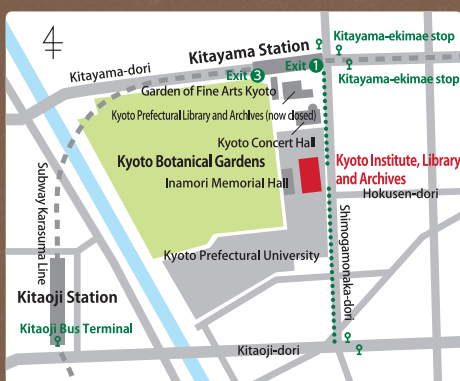 Kitayama-ekimae stop
Kitayama Station
Exit 1
Kitayama-ekimae stop
Kitayama-dori
Exit 3
Garden of Fine Arts Kyoto
Kyoto Prefectural Library and Archives (now closed)
Kyoto Concert Hall
Kyoto Botanical Gardens
Kyoto Institute, Library
and Archives
Inamori Memorial Hall
Hokusen-dori
Subway Karasuma Line
Shimogamonaka-dori
Kyoto Prefectural University
Kitaoji Station
Kitaoji Bus Terminal
Kitaoji-dori